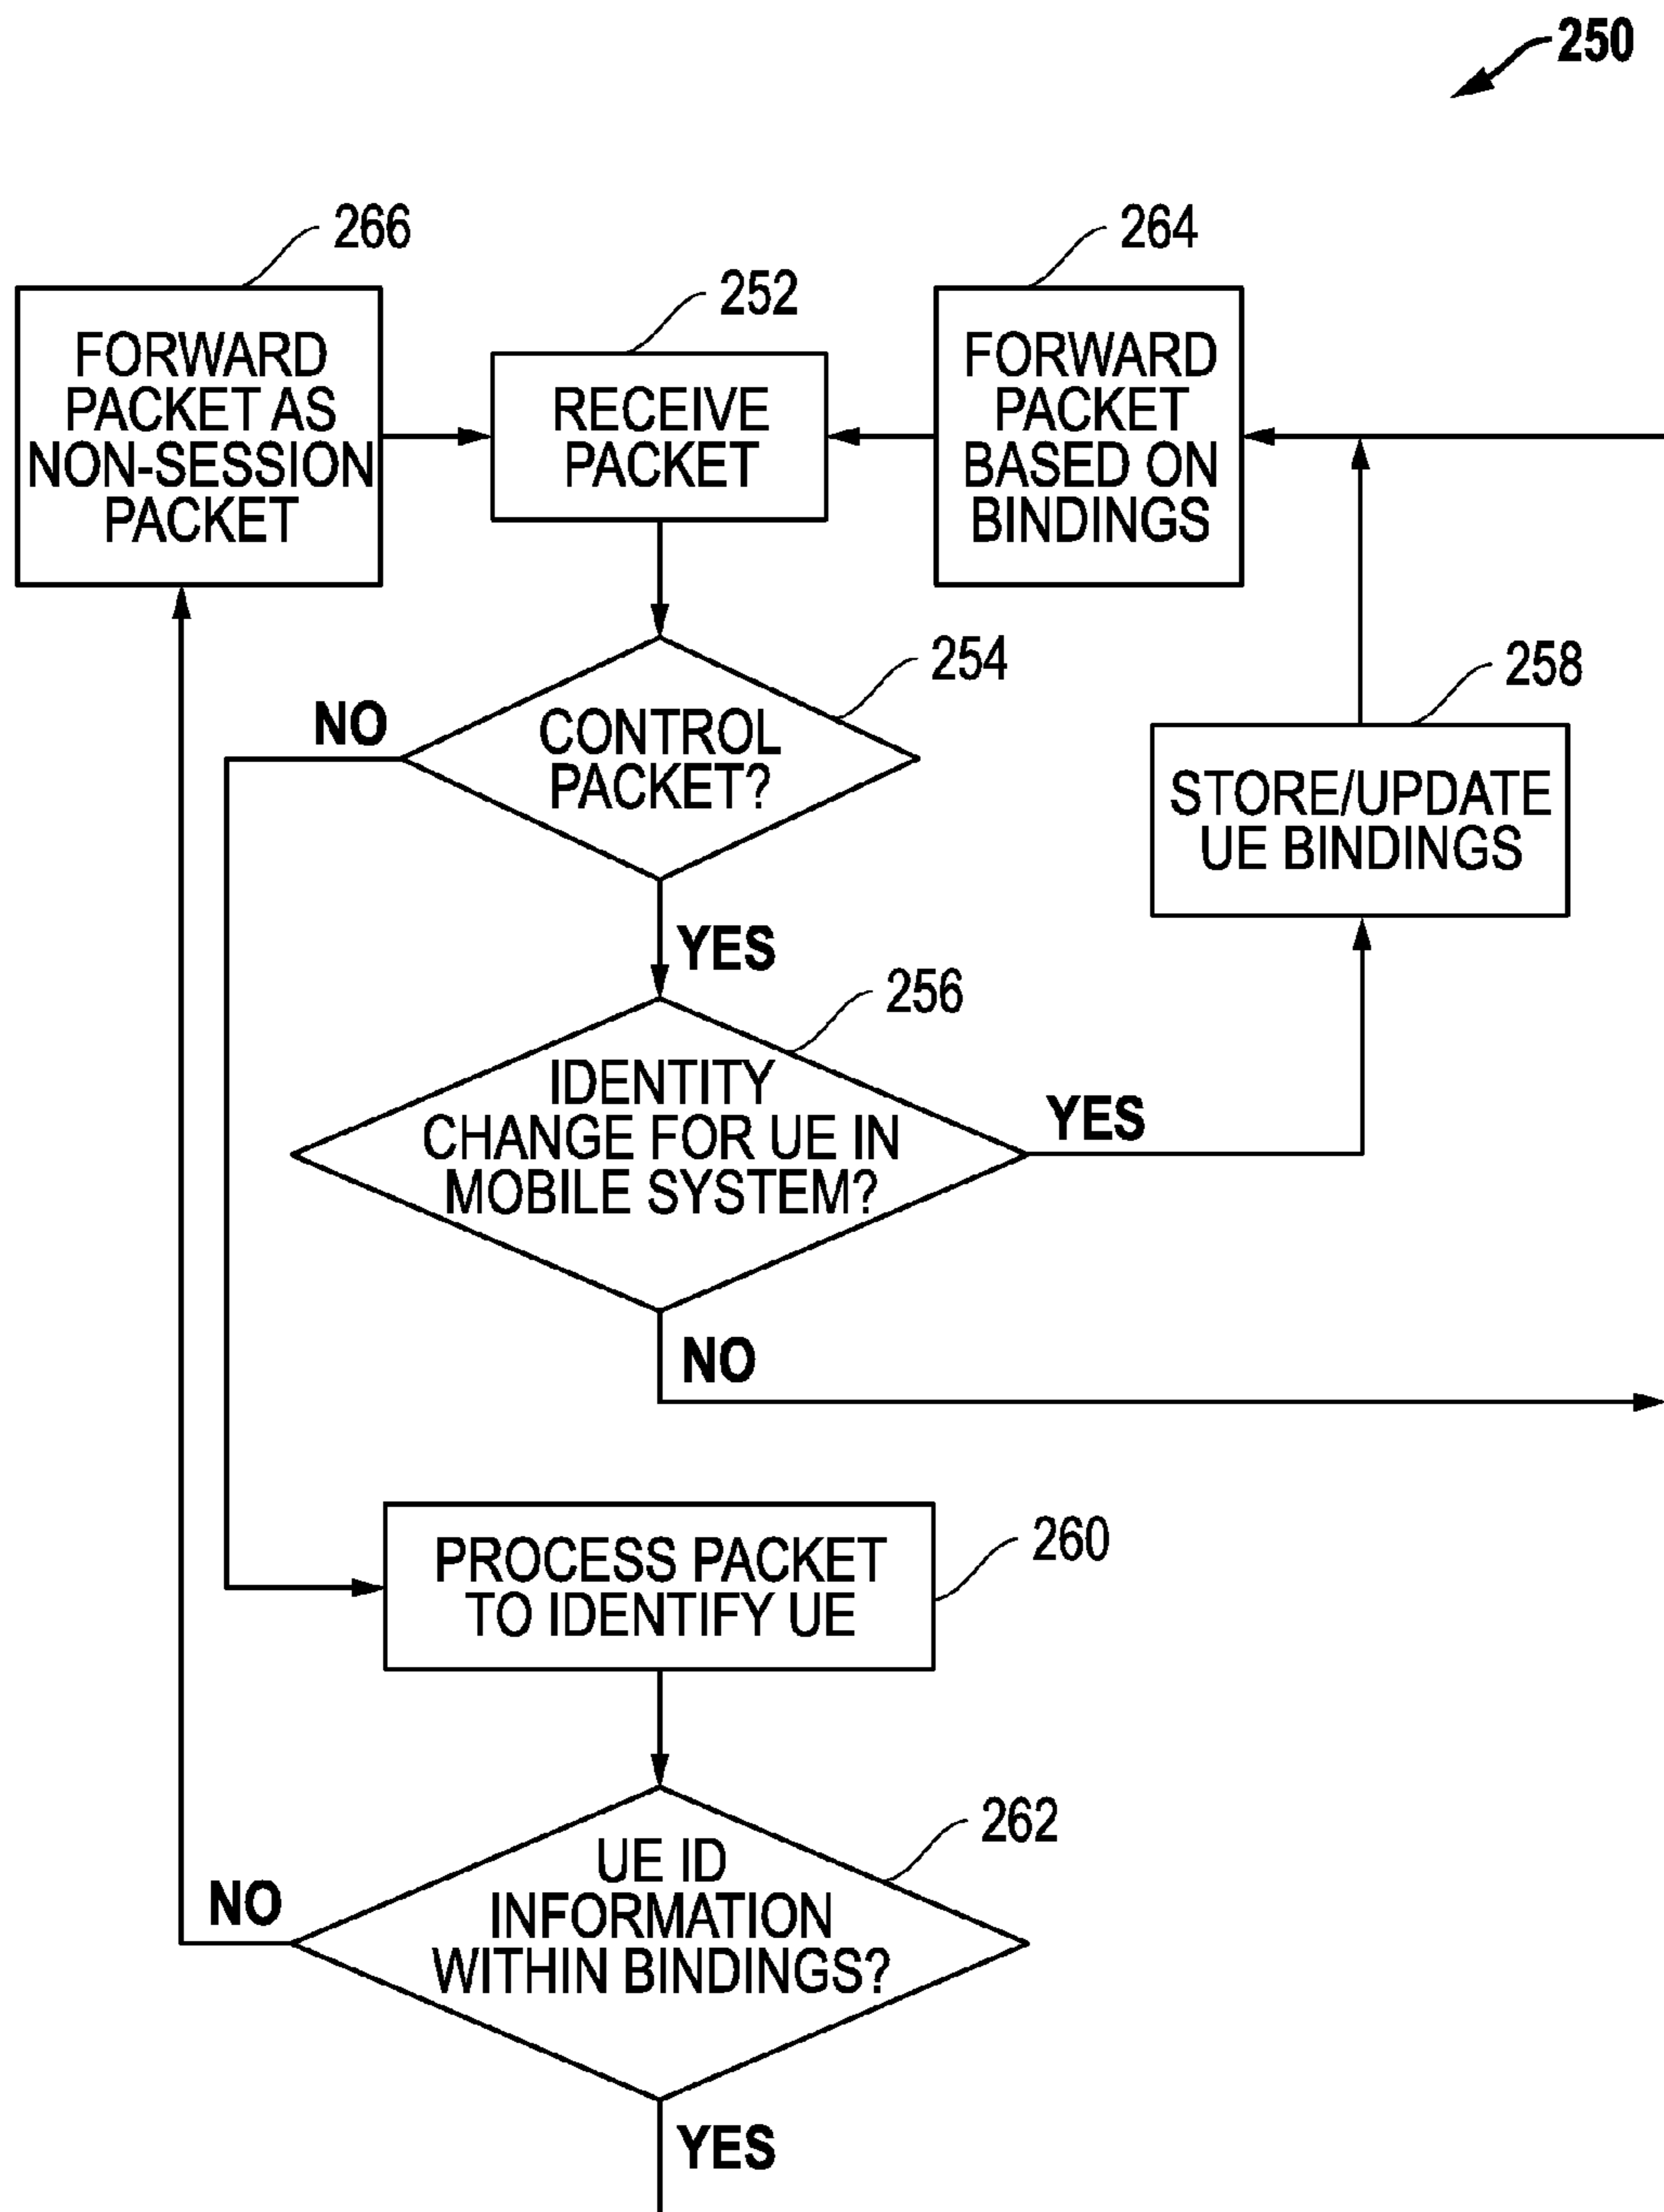 250
266
FORWARD
PACKET AS
NON-SESSION
PACKET
252
RECEIVE
PACKET
264
FORWARD
PACKET
BASED ON
BINDINGS
254
NO
CONTROL
PACKET?
258
STORE/UPDATE
UE BINDINGS
YES
256
IDENTITY
CHANGE FOR UE IN
MOBILE SYSTEM?
YES
NO
260
PROCESS PACKET
TO IDENTIFY UE
262
UE ID
INFORMATION
WITHIN BINDINGS?
NO
YES